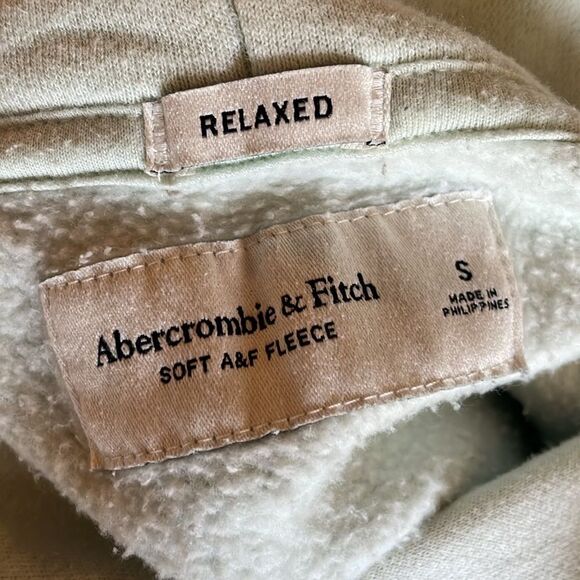 RELAXED
Abercrombie & Fitch
SOFT A&F FLEECE
S
MADE IN
PHILIPPINES